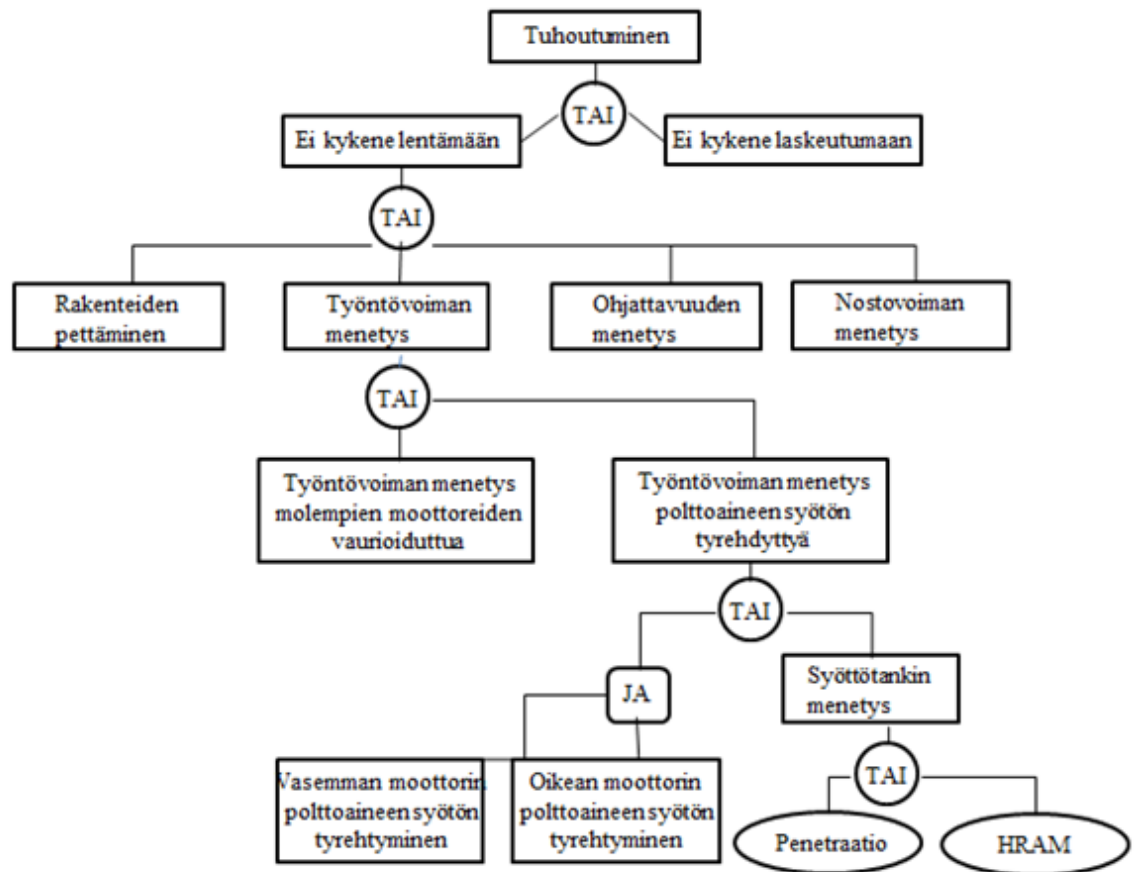 Tuhoutuminen
TAI
Ei kykene lentämään
Ei kykene laskeutumaan
TAI
Rakenteiden
pettäminen
Työntövoiman
menetys
Ohjattavuuden
menetys
Nostovoiman
menetys
TAI
Työntövoiman menetys
molempien moottoreiden
vaurioiduttua
Työntövoiman menetys
polttoaineen syötön
tyrehdyttyä
TAI
JA
Syöttötankin
menetys
Vasemman moottorin
polttoaineen syötön
tyrehtyminen
Oikean moottorin
polttoaineen syötön
tyrehtyminen
TAI
Penetraatio
HRAM